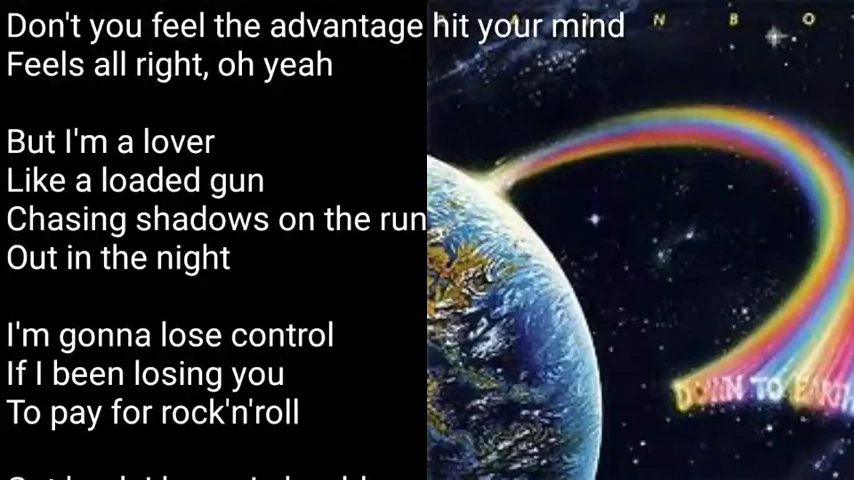 Don't you feel the advantage hit your mind
Feels all right, oh yeah
But I'm a lover
Like a loaded gun
Chasing shadows on the run
Out in the night
I'm gonna lose control
If I been losing you
To pay for rock'n'roll
N B O
DOWN TO EARTH